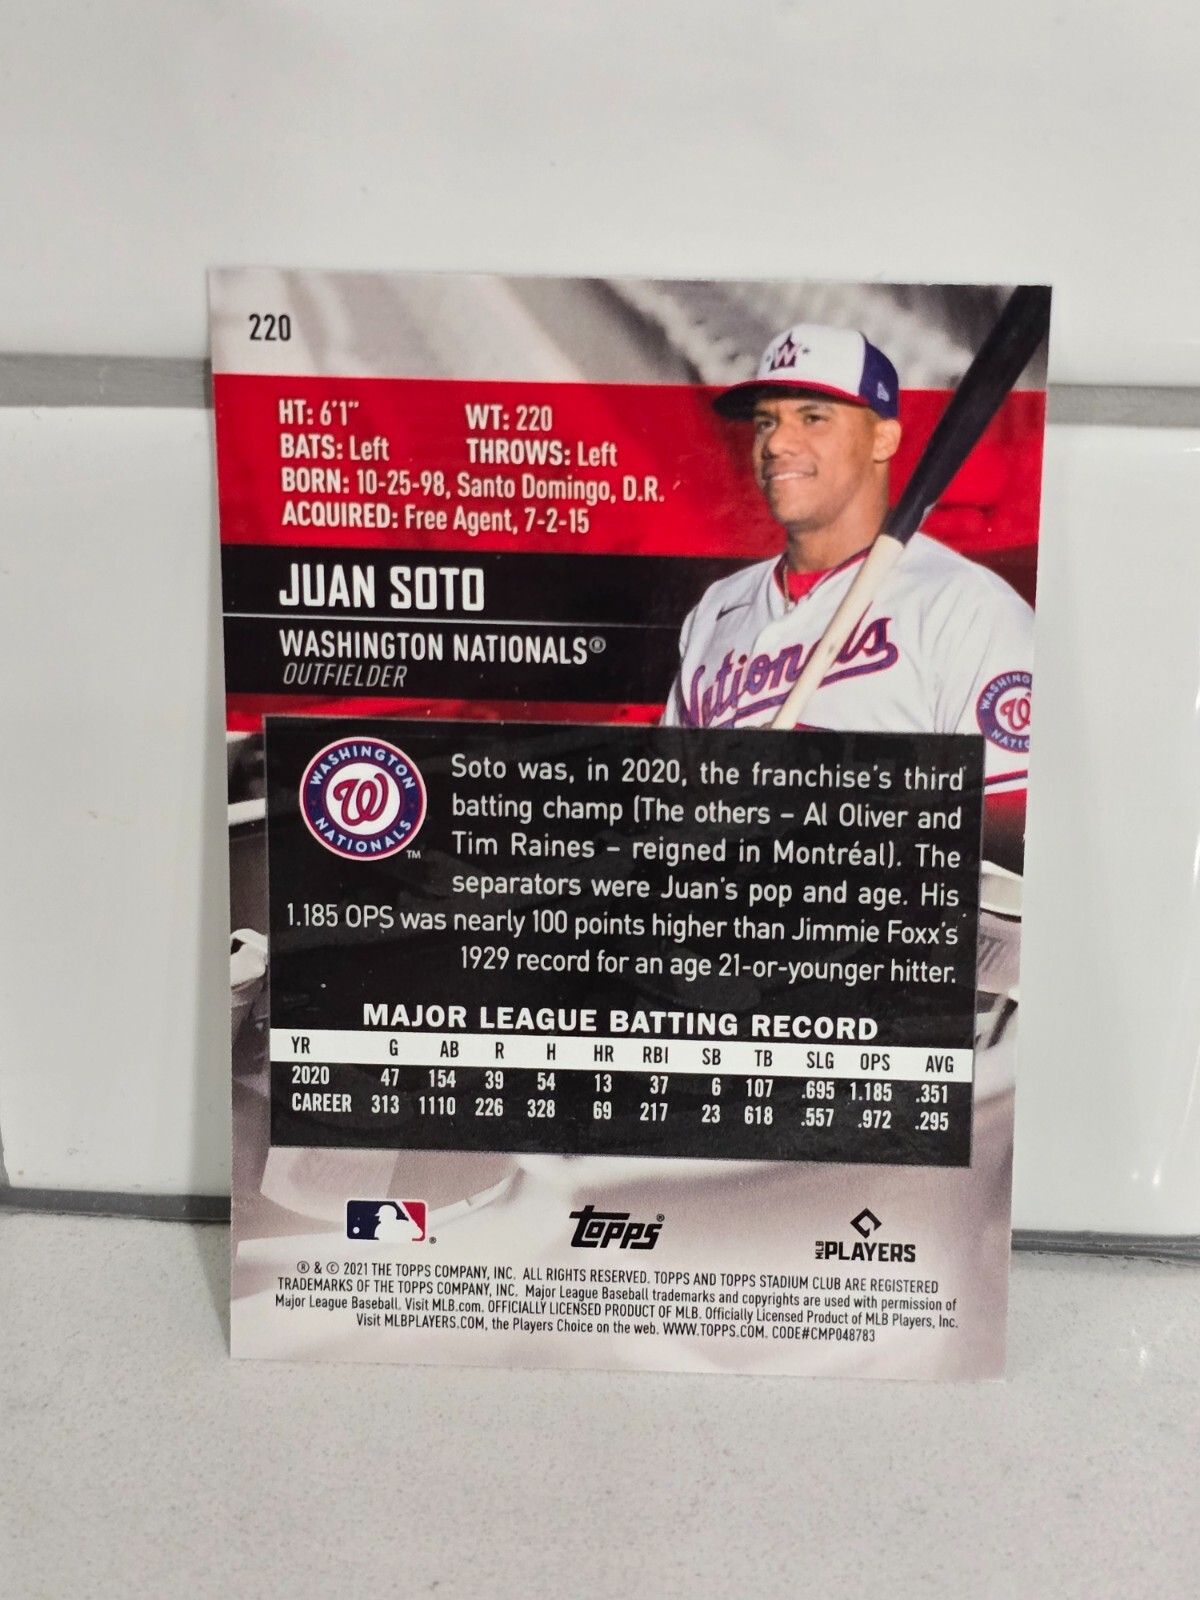 220
HT: 6'1" WT: 220
BATS: Left THROWS: Left
BORN: 10-25-98, Santo Domingo, D.R.
ACQUIRED: Free Agent, 7-2-15
JUAN SOTO
WASHINGTON NATIONALS®
OUTFIELDER
W
Nationals
WASHINGTON
W
NATIO
WASHINGTON
W
NATIONALS
™
Soto was, in 2020, the franchise's third
batting champ (The others – Al Oliver and
Tim Raines – reigned in Montréal). The
separators were Juan's pop and age. His
1.185 OPS was nearly 100 points higher than Jimmie Foxx's
1929 record for an age 21-or-younger hitter.
MAJOR LEAGUE BATTING RECORD
YR G AB R H HR RBI SB TB SLG OPS AVG
2020 47 154 39 54 13 37 6 107 .695 1.185 .351
CAREER 313 1110 226 328 69 217 23 618 .557 .972 .295
®
topps®
MLB PLAYERS
® & © 2021 THE TOPPS COMPANY, INC. ALL RIGHTS RESERVED. TOPPS AND TOPPS STADIUM CLUB ARE REGISTERED
TRADEMARKS OF THE TOPPS COMPANY, INC. Major League Baseball trademarks and copyrights are used with permission of
Major League Baseball. Visit MLB.com. OFFICIALLY LICENSED PRODUCT OF MLB. Officially Licensed Product of MLB Players, Inc.
Visit MLBPLAYERS.COM, the Players Choice on the web. WWW.TOPPS.COM. CODE#CMP048783